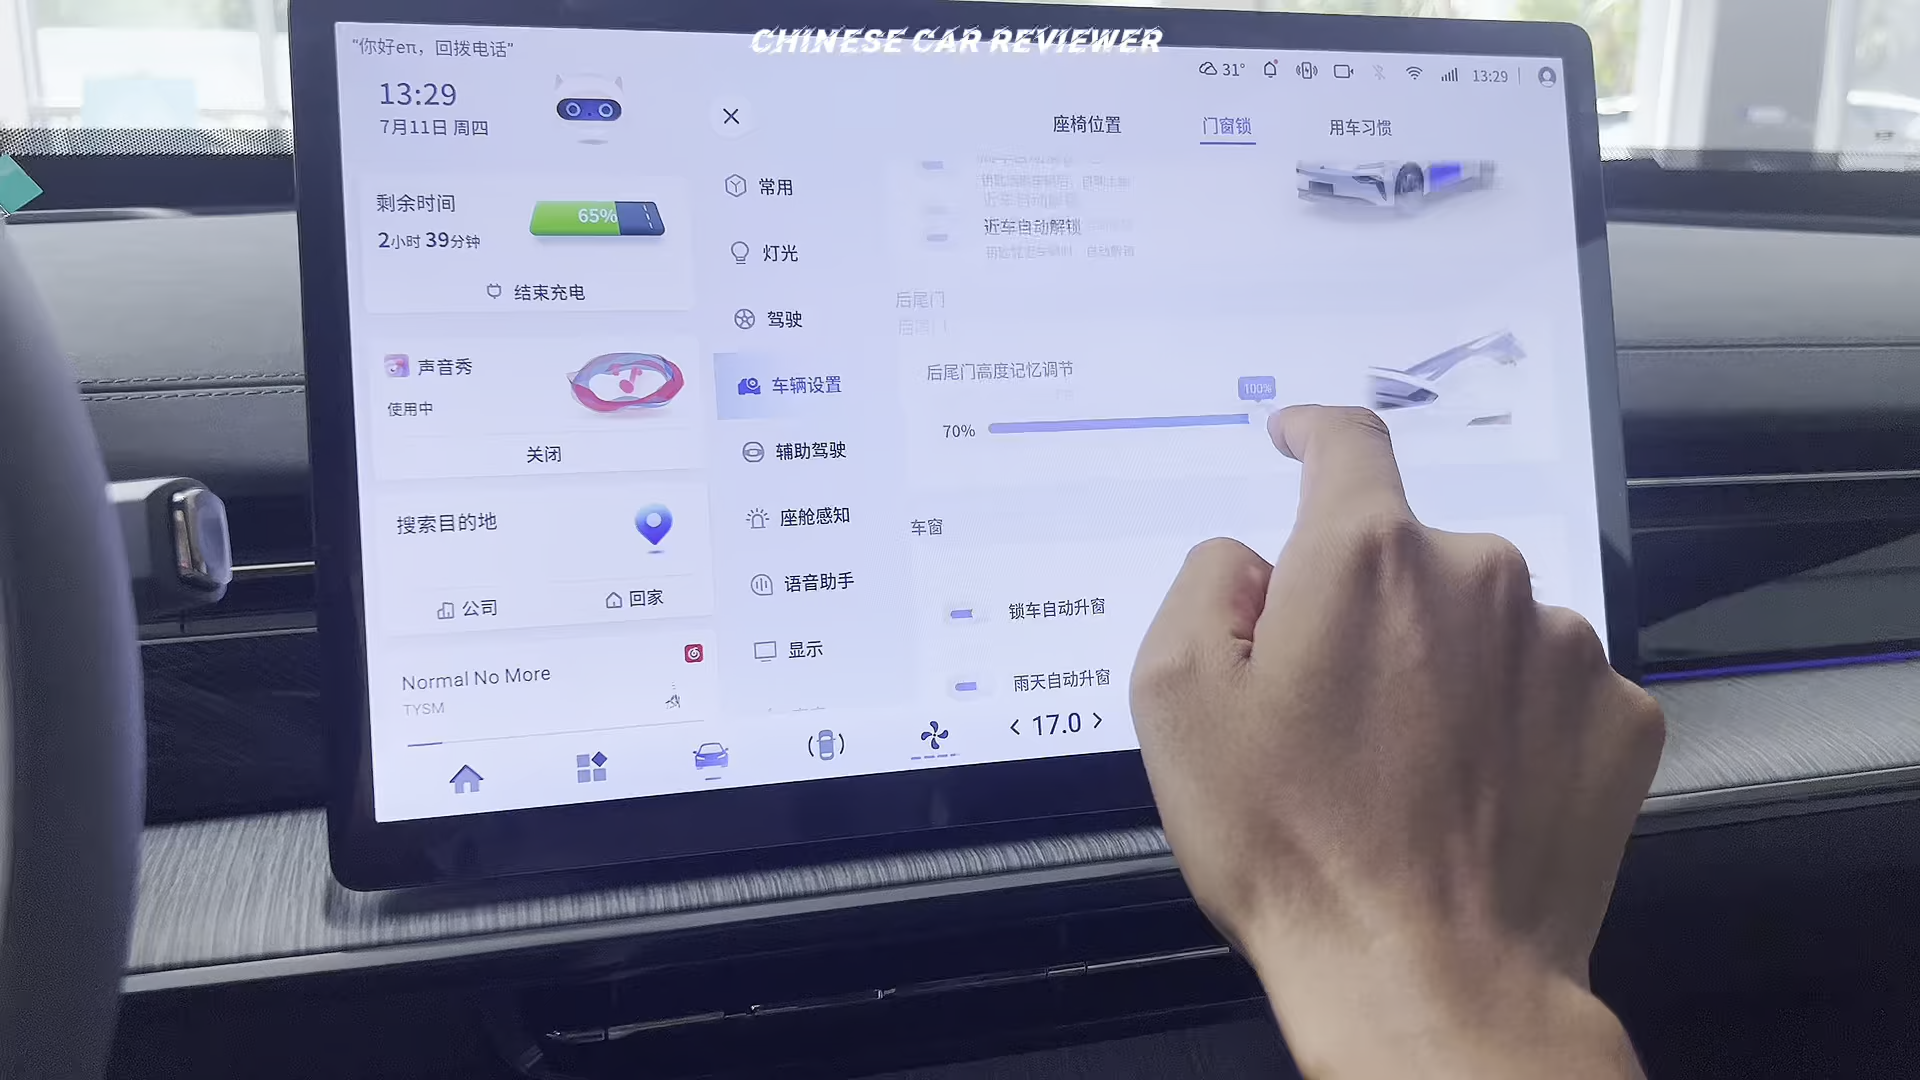 CHINESE CAR REVIEWER
"你好eπ，回拨电话"
13:29
7月11日 周四
31°
13:29
座椅位置
门窗锁
用车习惯
剩余时间
65%
2小时 39分钟
结束充电
声音秀
使用中
关闭
搜索目的地
公司
回家
Normal No More
TYSM
常用
灯光
驾驶
车辆设置
辅助驾驶
座舱感知
语音助手
显示
近车自动解锁
后尾门
后尾门高度记忆调节
100%
70%
车窗
锁车自动升窗
雨天自动升窗
< 17.0 >